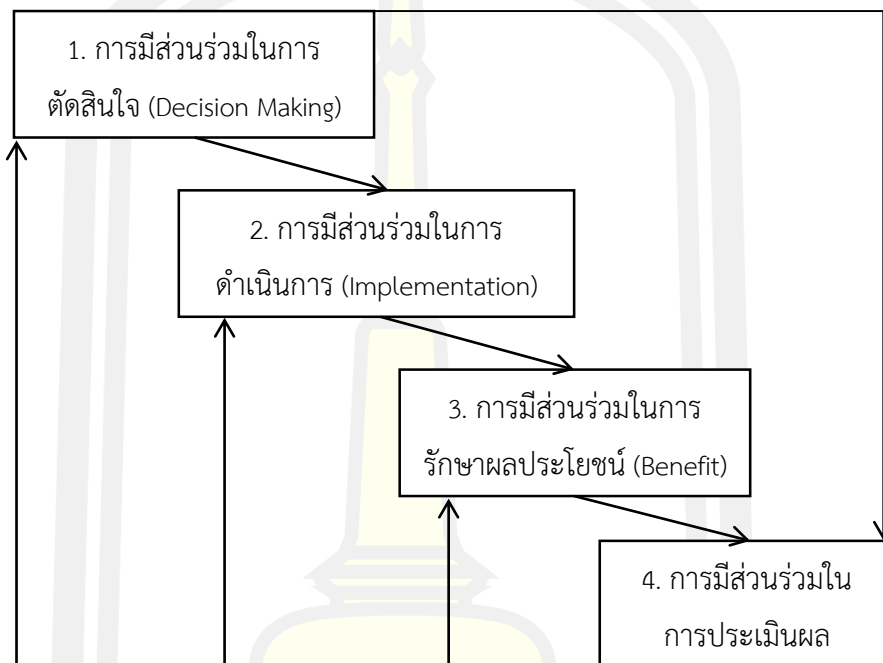 1. การมีส่วนร่วมในการ
ตัดสินใจ (Decision Making)
2. การมีส่วนร่วมในการ
ดำเนินการ (Implementation)
3. การมีส่วนร่วมในการ
รักษาผลประโยชน์ (Benefit)
4. การมีส่วนร่วมใน
การประเมินผล